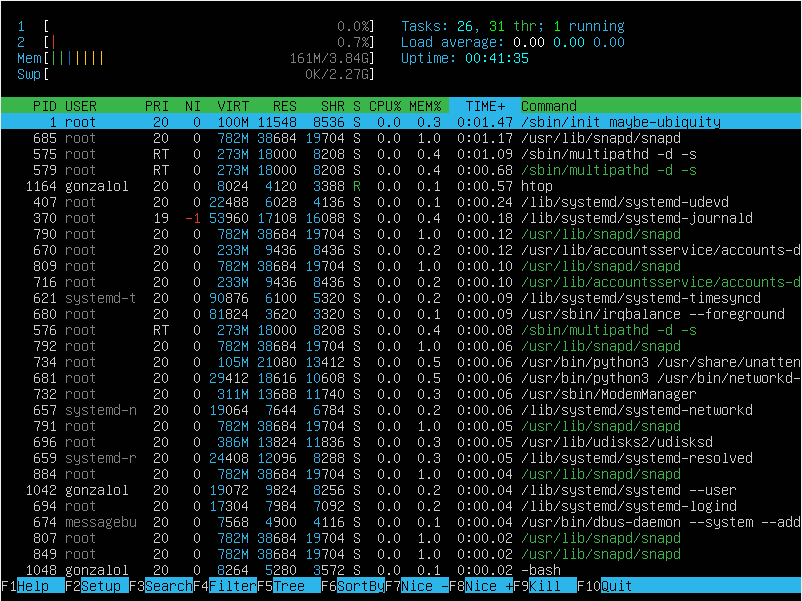 1 [ 0.0%] Tasks: 26, 31 thr; 1 running
2 [| 0.7%] Load average: 0.00 0.00 0.00
Mem[||||||| 161M/3.84G] Uptime: 00:41:35
Swp[ 0K/2.27G]
PID USER PRI NI VIRT RES SHR S CPU% MEM% TIME+ Command
1 root 20 0 100M 11548 8536 S 0.0 0.3 0:01.47 /sbin/init maybe-ubiquity
685 root 20 0 782M 38684 19704 S 0.0 1.0 0:01.17 /usr/lib/snapd/snapd
575 root RT 0 273M 18000 8208 S 0.0 0.4 0:01.09 /sbin/multipathd -d -s
579 root RT 0 273M 18000 8208 S 0.0 0.4 0:00.68 /sbin/multipathd -d -s
1164 gonzalol 20 0 8024 4120 3388 R 0.0 0.1 0:00.57 htop
407 root 20 0 22488 6028 4136 S 0.0 0.1 0:00.24 /lib/systemd/systemd-udevd
370 root 19 -1 53960 17108 16088 S 0.0 0.4 0:00.18 /lib/systemd/systemd-journald
790 root 20 0 782M 38684 19704 S 0.0 1.0 0:00.12 /usr/lib/snapd/snapd
670 root 20 0 233M 9436 8436 S 0.0 0.2 0:00.12 /usr/lib/accountsservice/accounts-d
809 root 20 0 782M 38684 19704 S 0.0 1.0 0:00.10 /usr/lib/snapd/snapd
716 root 20 0 233M 9436 8436 S 0.0 0.2 0:00.10 /usr/lib/accountsservice/accounts-d
621 systemd-t 20 0 90876 6100 5320 S 0.0 0.2 0:00.09 /lib/systemd/systemd-timesyncd
680 root 20 0 81824 3620 3320 S 0.0 0.1 0:00.09 /usr/sbin/irqbalance --foreground
576 root RT 0 273M 18000 8208 S 0.0 0.4 0:00.08 /sbin/multipathd -d -s
792 root 20 0 782M 38684 19704 S 0.0 1.0 0:00.06 /usr/lib/snapd/snapd
734 root 20 0 105M 21080 13412 S 0.0 0.5 0:00.06 /usr/bin/python3 /usr/share/unatten
681 root 20 0 29412 18616 10608 S 0.0 0.5 0:00.06 /usr/bin/python3 /usr/bin/networkd-
732 root 20 0 311M 13688 11740 S 0.0 0.3 0:00.06 /usr/sbin/ModemManager
657 systemd-n 20 0 19064 7644 6784 S 0.0 0.2 0:00.06 /lib/systemd/systemd-networkd
791 root 20 0 782M 38684 19704 S 0.0 1.0 0:00.05 /usr/lib/snapd/snapd
696 root 20 0 386M 13824 11836 S 0.0 0.3 0:00.05 /usr/lib/udisks2/udisksd
659 systemd-r 20 0 24408 12096 8288 S 0.0 0.3 0:00.05 /lib/systemd/systemd-resolved
884 root 20 0 782M 38684 19704 S 0.0 1.0 0:00.04 /usr/lib/snapd/snapd
1042 gonzalol 20 0 19072 9824 8256 S 0.0 0.2 0:00.04 /lib/systemd/systemd --user
694 root 20 0 17304 7984 7092 S 0.0 0.2 0:00.04 /lib/systemd/systemd-logind
674 messagebu 20 0 7568 4900 4116 S 0.0 0.1 0:00.04 /usr/bin/dbus-daemon --system --add
807 root 20 0 782M 38684 19704 S 0.0 1.0 0:00.02 /usr/lib/snapd/snapd
849 root 20 0 782M 38684 19704 S 0.0 1.0 0:00.02 /usr/lib/snapd/snapd
1048 gonzalol 20 0 8264 5280 3572 S 0.0 0.1 0:00.02 -bash
F1Help F2Setup F3SearchF4FilterF5Tree F6SortByF7Nice -F8Nice +F9Kill F10Quit